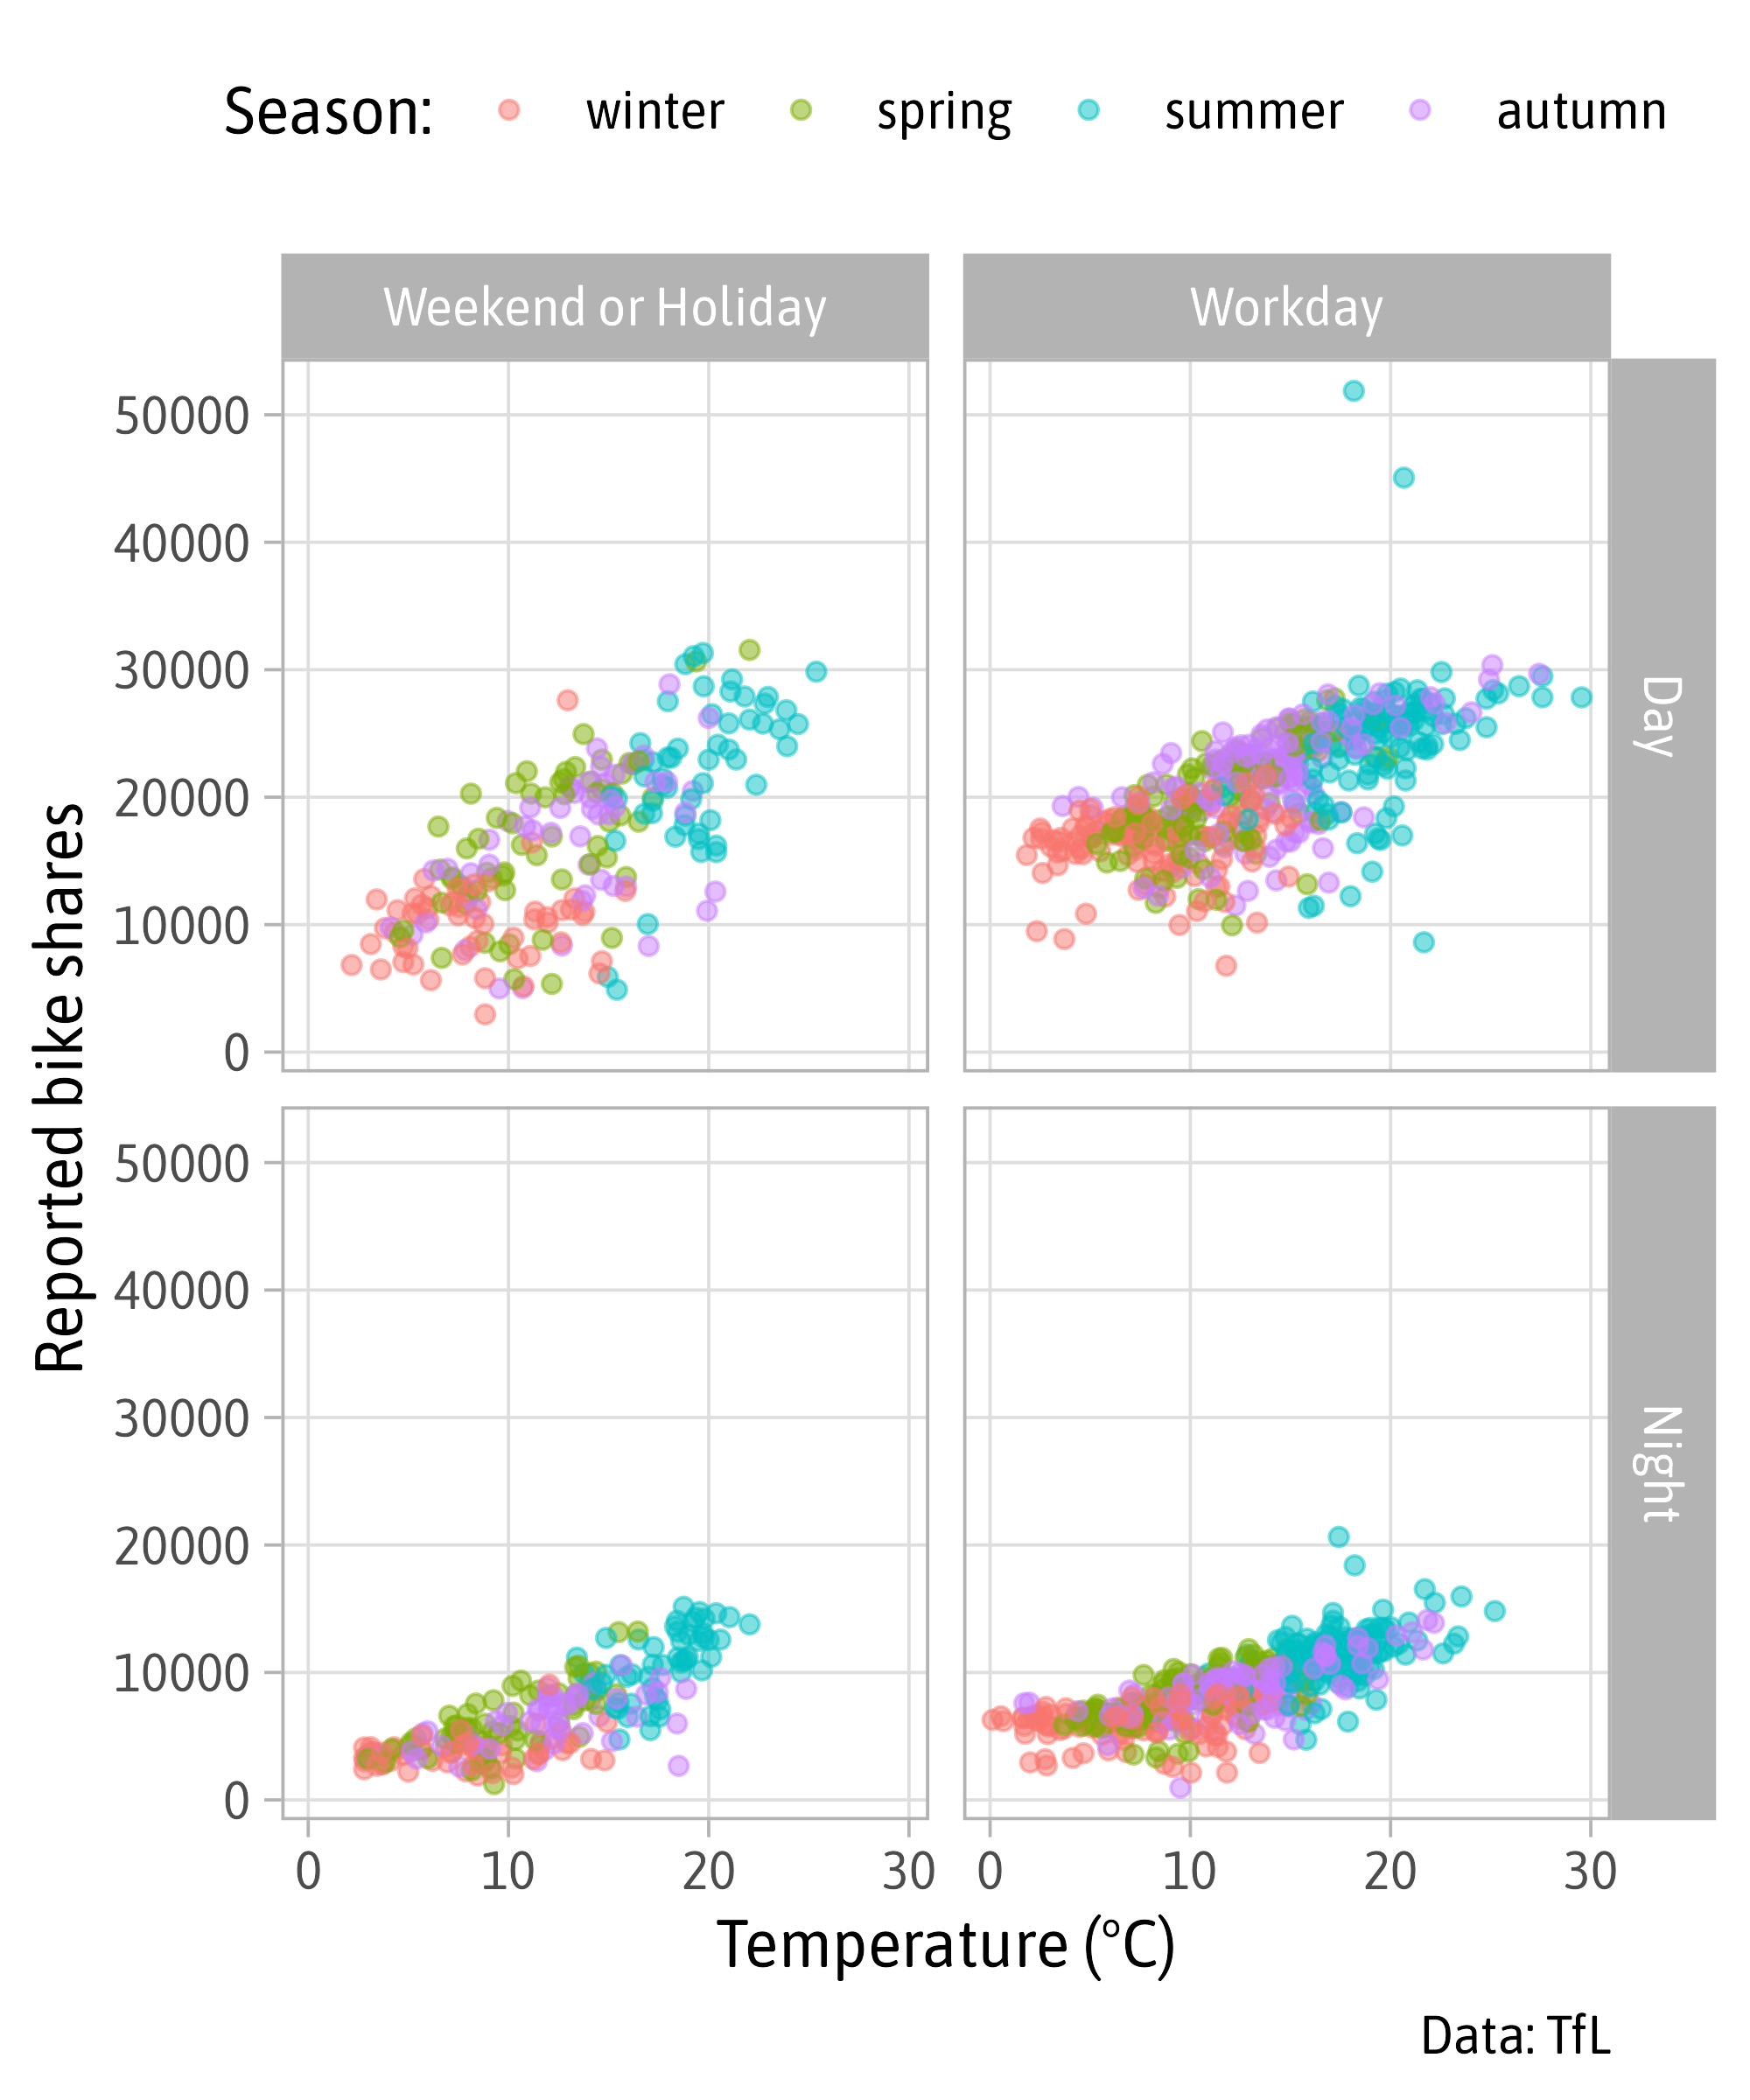 Season: winter spring summer autumn
Weekend or Holiday Workday
50000
40000
30000
20000
10000
0
Day
50000
40000
30000
20000
10000
0
Night
Reported bike shares
0 10 20 30 0 10 20 30
Temperature (°C)
Data: TfL